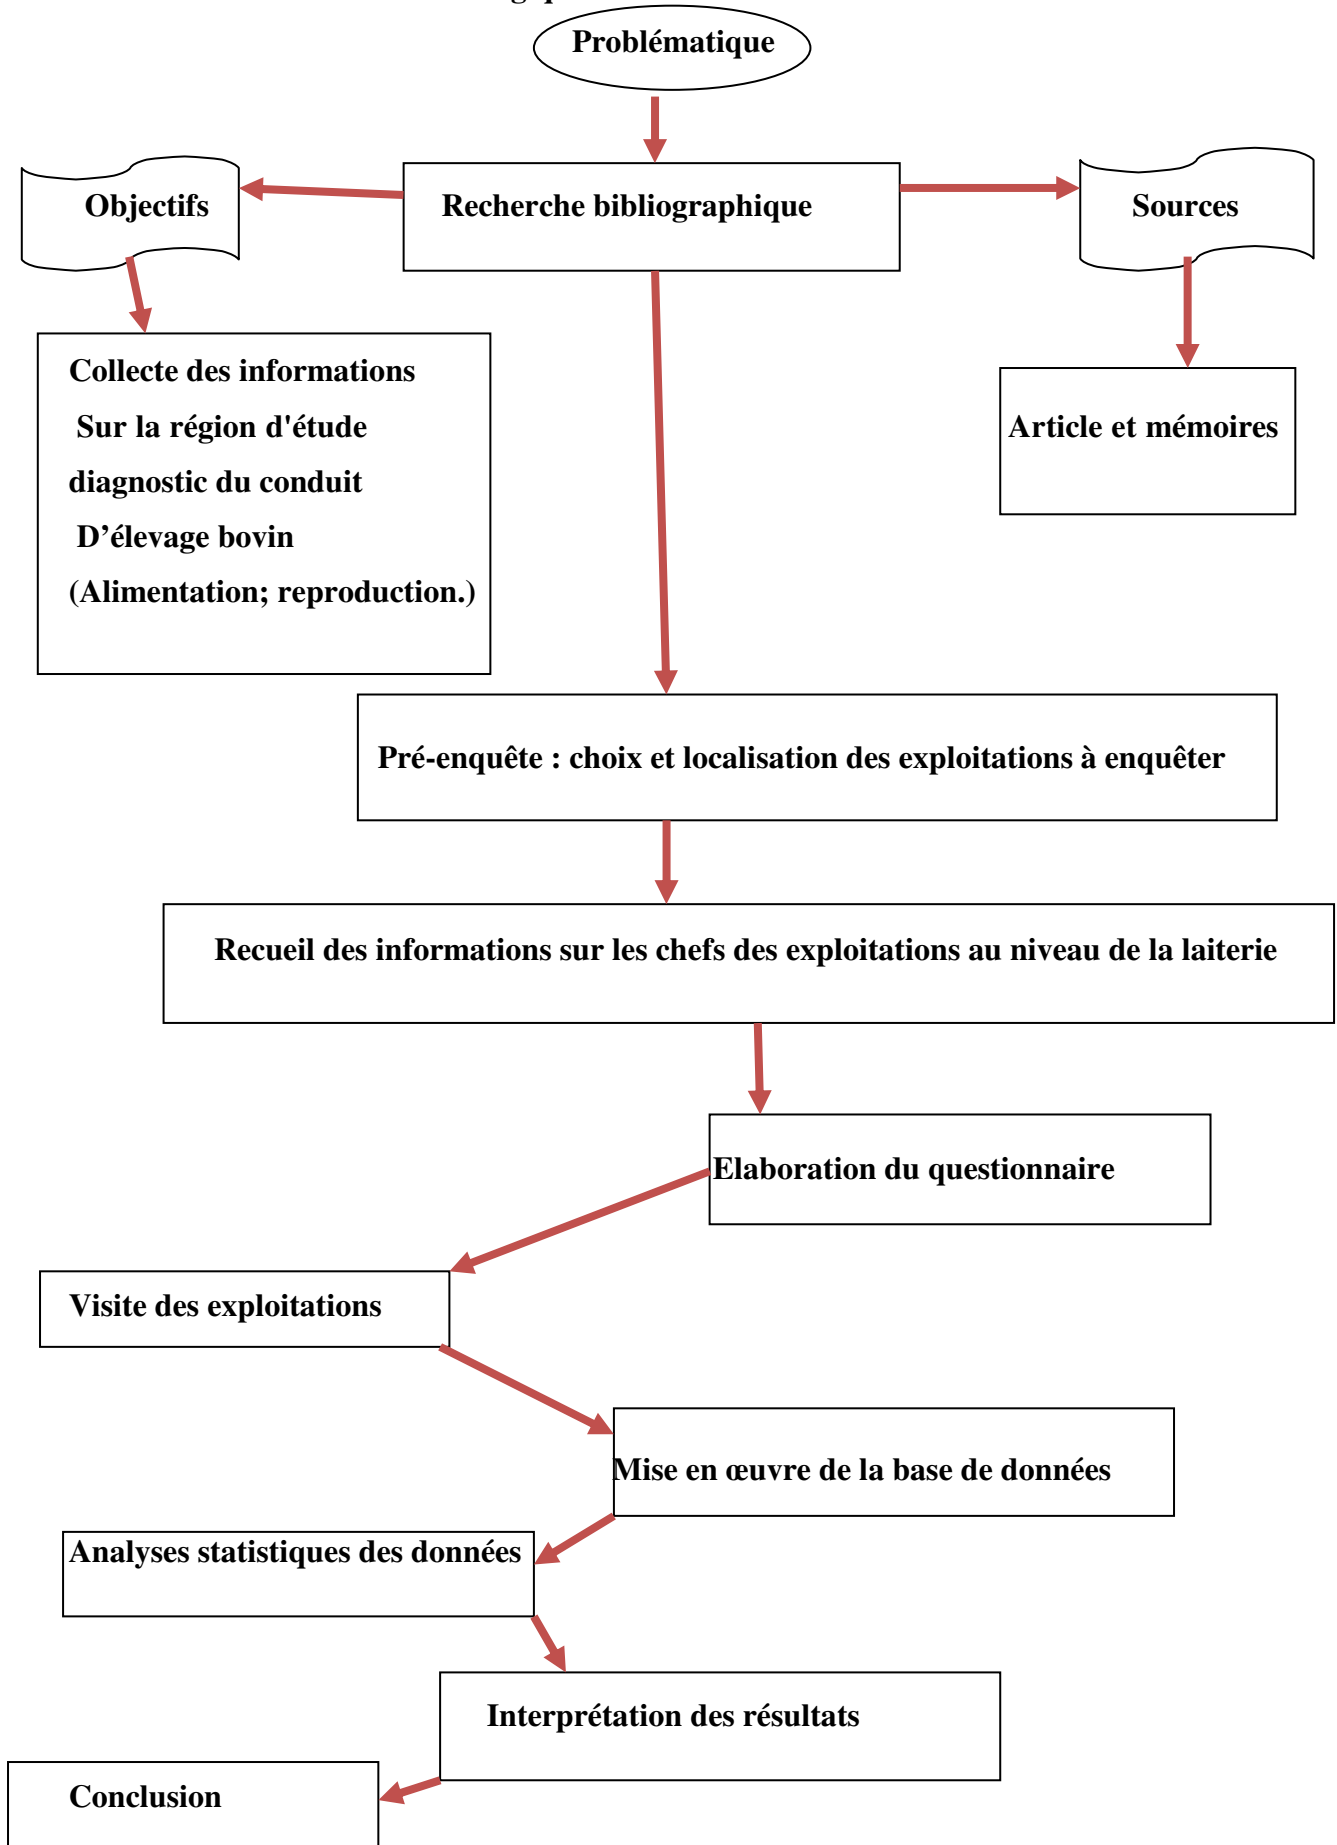 Problématique
Objectifs
Recherche bibliographique
Sources
Collecte des informations
Sur la région d'étude
diagnostic du conduit
D’élevage bovin
(Alimentation; reproduction.)
Article et mémoires
Pré-enquête : choix et localisation des exploitations à enquêter
Recueil des informations sur les chefs des exploitations au niveau de la laiterie
Elaboration du questionnaire
Visite des exploitations
Mise en œuvre de la base de données
Analyses statistiques des données
Interprétation des résultats
Conclusion